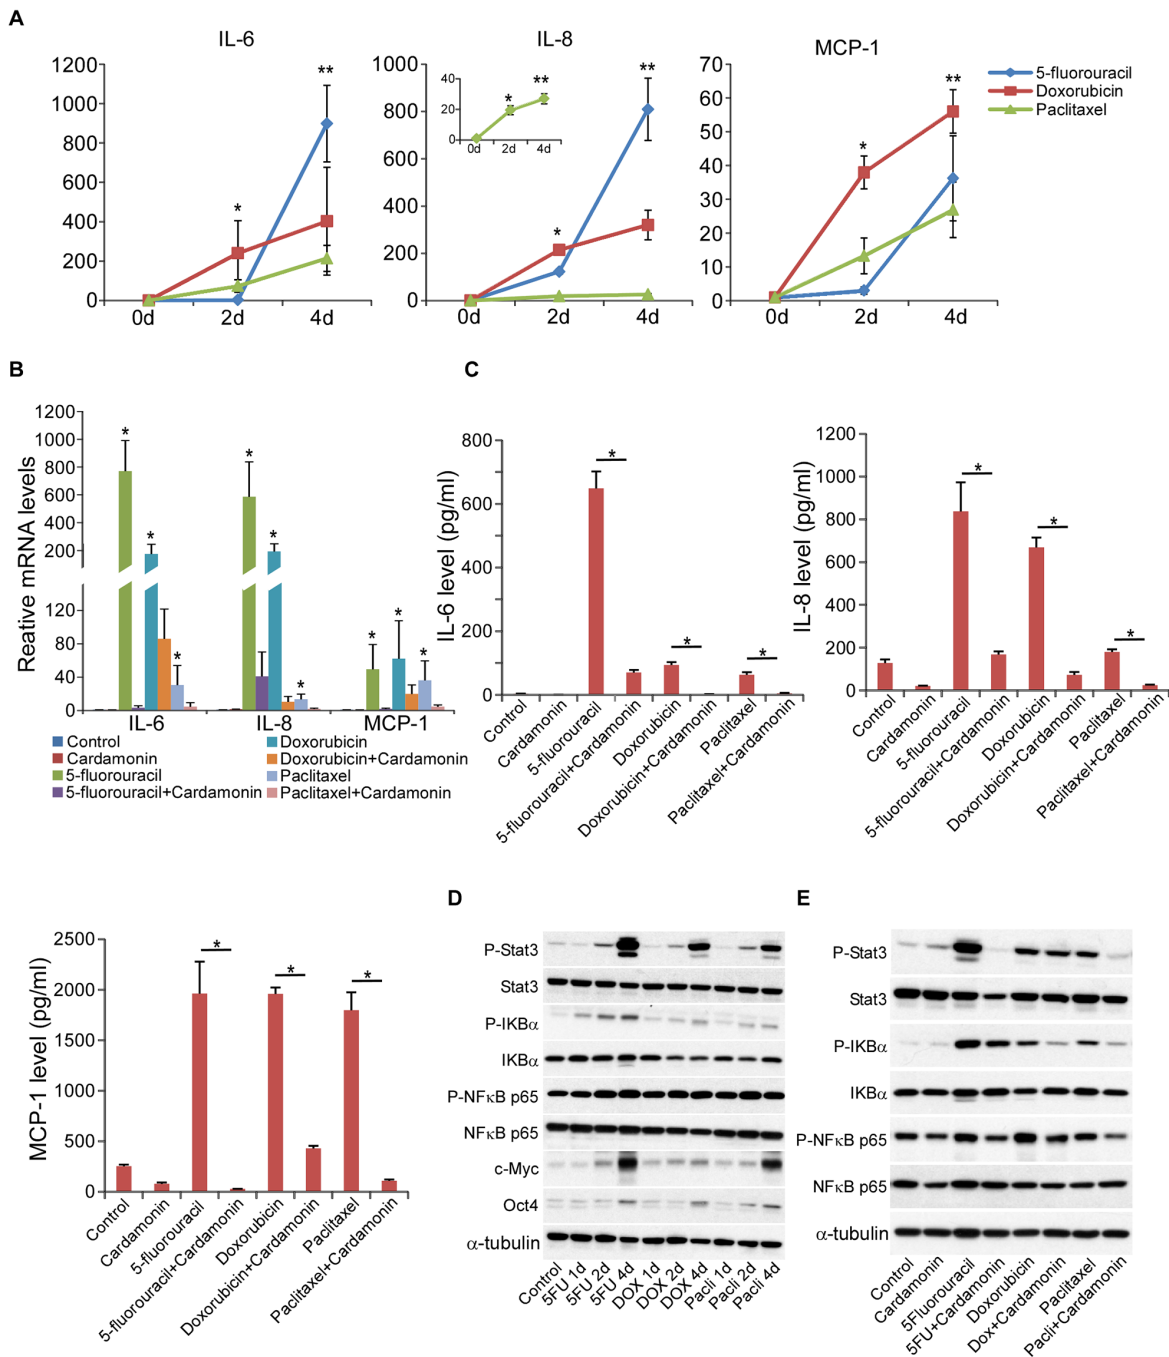 A
IL-6
1200
1000
800
600
400
200
0
0d
2d
4d
*
**
IL-8
1000
800
600
400
200
0
0d
2d
4d
*
**
40
20
0
0d
2d
4d
*
**
MCP-1
70
60
50
40
30
20
10
0
0d
2d
4d
*
**
5-fluorouracil
Doxorubicin
Paclitaxel
B
Reative mRNA levels
1200
1000
800
600
400
200
120
80
40
0
*
*
*
*
*
*
*
*
*
IL-6
IL-8
MCP-1
Control
Cardamonin
5-fluorouracil
5-fluorouracil+Cardamonin
Doxorubicin
Doxorubicin+Cardamonin
Paclitaxel
Paclitaxel+Cardamonin
C
IL-6 level (pg/ml)
800
600
400
200
0
*
*
*
Control
Cardamonin
5-fluorouracil
5-fluorouracil+Cardamonin
Doxorubicin
Doxorubicin+Cardamonin
Paclitaxel
Paclitaxel+Cardamonin
IL-8 level (pg/ml)
1200
1000
800
600
400
200
0
*
*
*
Control
Cardamonin
5-fluorouracil
5-fluorouracil+Cardamonin
Doxorubicin
Doxorubicin+Cardamonin
Paclitaxel
Paclitaxel+Cardamonin
MCP-1 level (pg/ml)
2500
2000
1500
1000
500
0
*
*
*
Control
Cardamonin
5-fluorouracil
5-fluorouracil+Cardamonin
Doxorubicin
Doxorubicin+Cardamonin
Paclitaxel
Paclitaxel+Cardamonin
D
P-Stat3
Stat3
P-IKBα
IKBα
P-NFκB p65
NFκB p65
c-Myc
Oct4
α-tubulin
Control
5FU 1d
5FU 2d
5FU 4d
DOX 1d
DOX 2d
DOX 4d
Pacli 1d
Pacli 2d
Pacli 4d
E
P-Stat3
Stat3
P-IKBα
IKBα
P-NFκB p65
NFκB p65
α-tubulin
Control
Cardamonin
5Fluorouracil
5FU+Cardamonin
Doxorubicin
Dox+Cardamonin
Paclitaxel
Pacli+Cardamonin